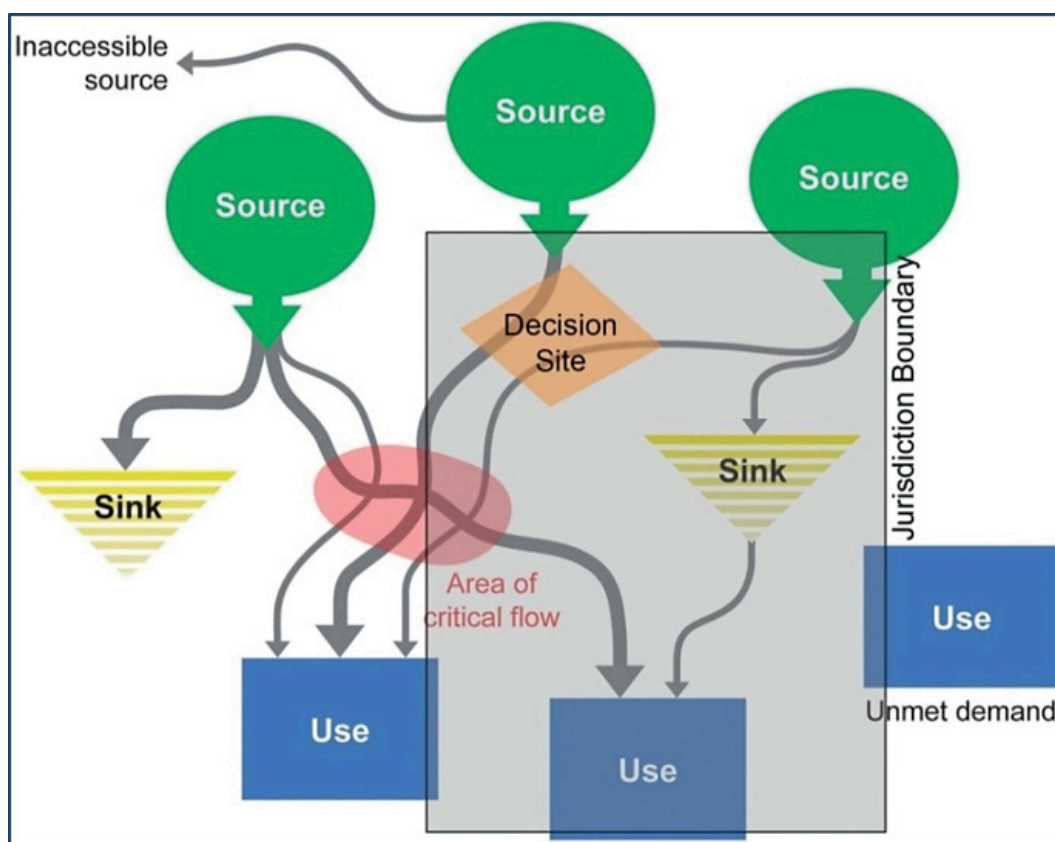 Inaccessible
source
Source
Source
Source
Decision
Site
Jurisdiction Boundary
Sink
Sink
Area of
critical flow
Use
Use
Use
Unmet demand